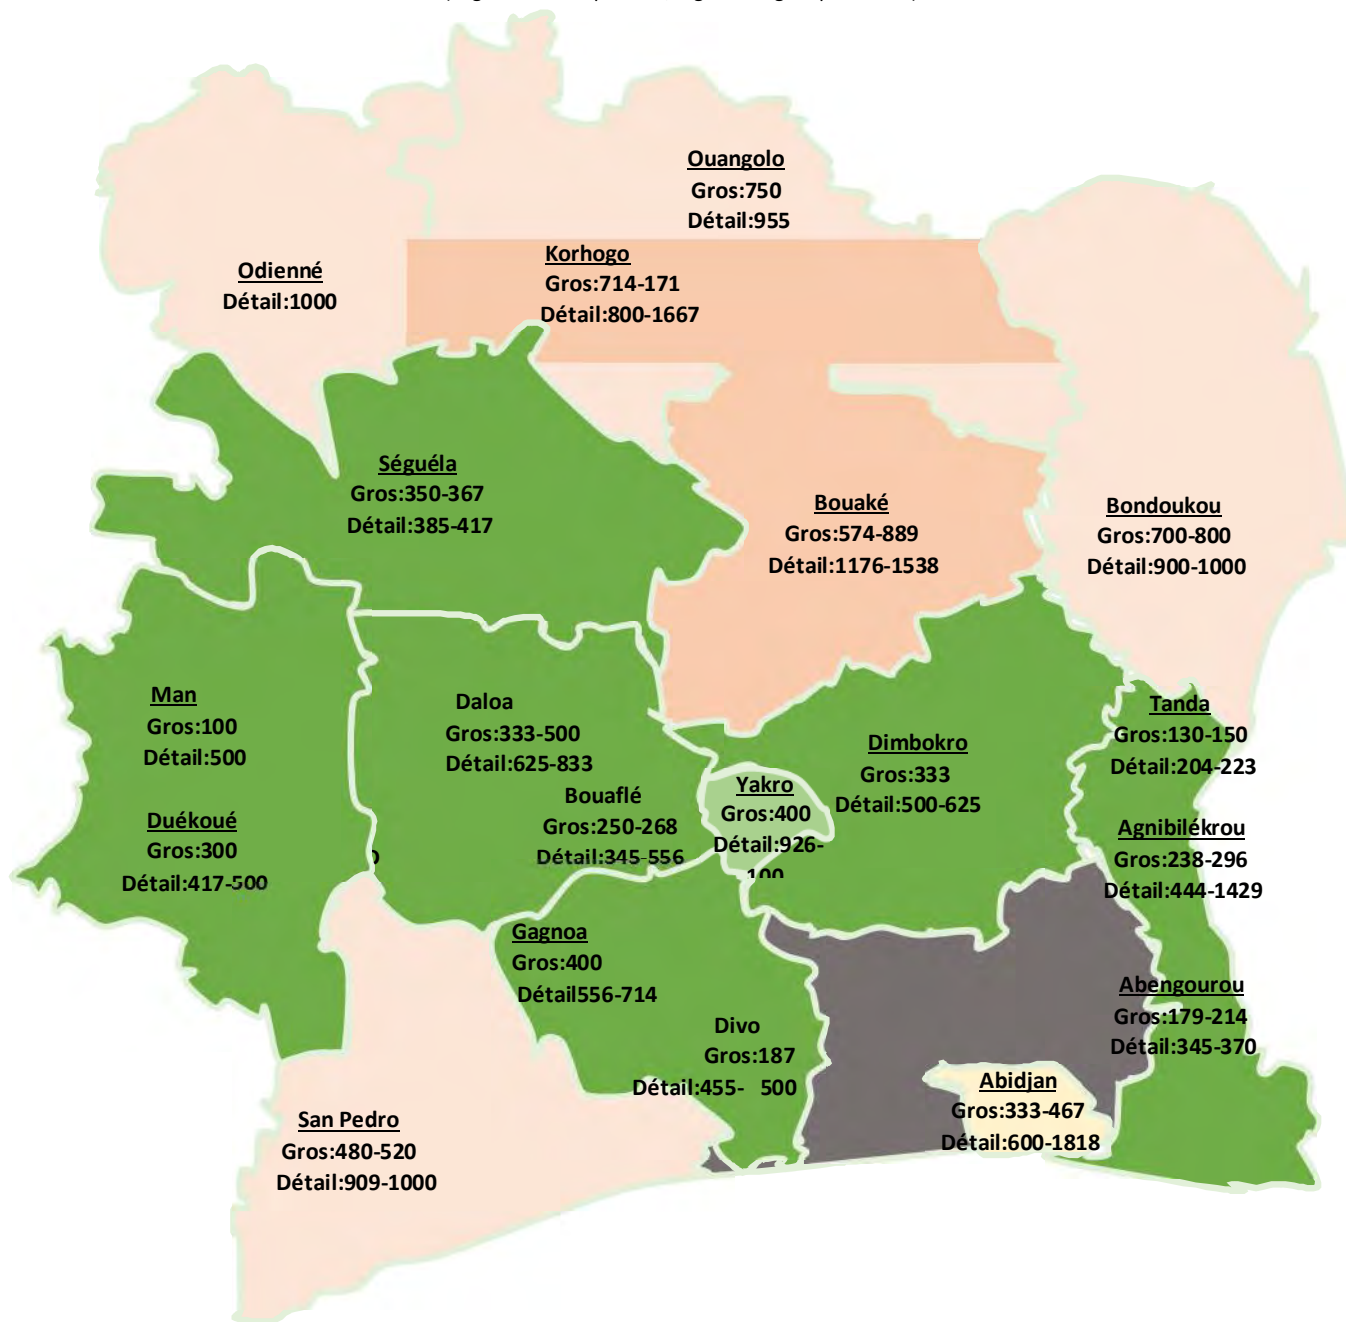 Ouangolo
Gros:750
Détail:955
Korhogo
Gros:714-171
Détail:800-1667
Odienné
Détail:1000
Séguéla
Gros:350-367
Détail:385-417
Bouaké
Gros:574-889
Détail:1176-1538
Bondoukou
Gros:700-800
Détail:900-1000
Man
Gros:100
Détail:500
Duékoué
Gros:300
Détail:417-500
Daloa
Gros:333-500
Détail:625-833
Bouaflé
Gros:250-268
Détail:345-556
Yakro
Gros:400
Détail:926-
100
Dimbokro
Gros:333
Détail:500-625
Tanda
Gros:130-150
Détail:204-223
Agnibilékrou
Gros:238-296
Détail:444-1429
Gagnoa
Gros:400
Détail556-714
Divo
Gros:187
Détail:455- 500
Abengourou
Gros:179-214
Détail:345-370
Abidjan
Gros:333-467
Détail:600-1818
San Pedro
Gros:480-520
Détail:909-1000